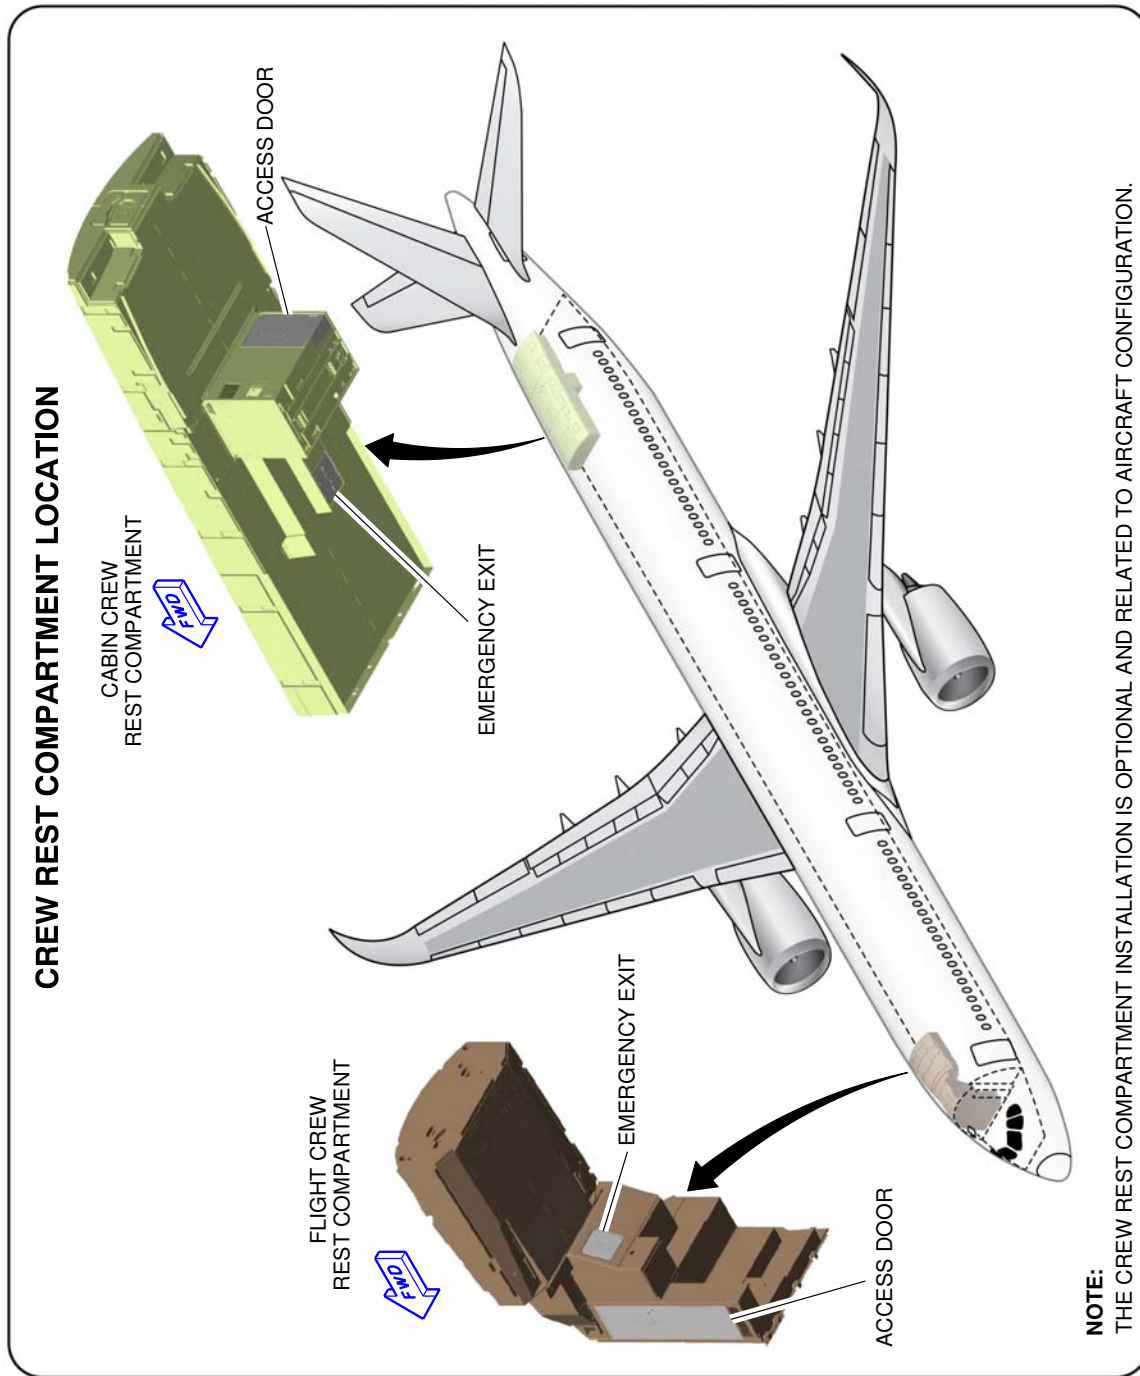 CREW REST COMPARTMENT LOCATION
CABIN CREW
REST COMPARTMENT
FWD
ACCESS DOOR
EMERGENCY EXIT
FLIGHT CREW
REST COMPARTMENT
FWD
EMERGENCY EXIT
ACCESS DOOR
NOTE:
THE CREW REST COMPARTMENT INSTALLATION IS OPTIONAL AND RELATED TO AIRCRAFT CONFIGURATION.